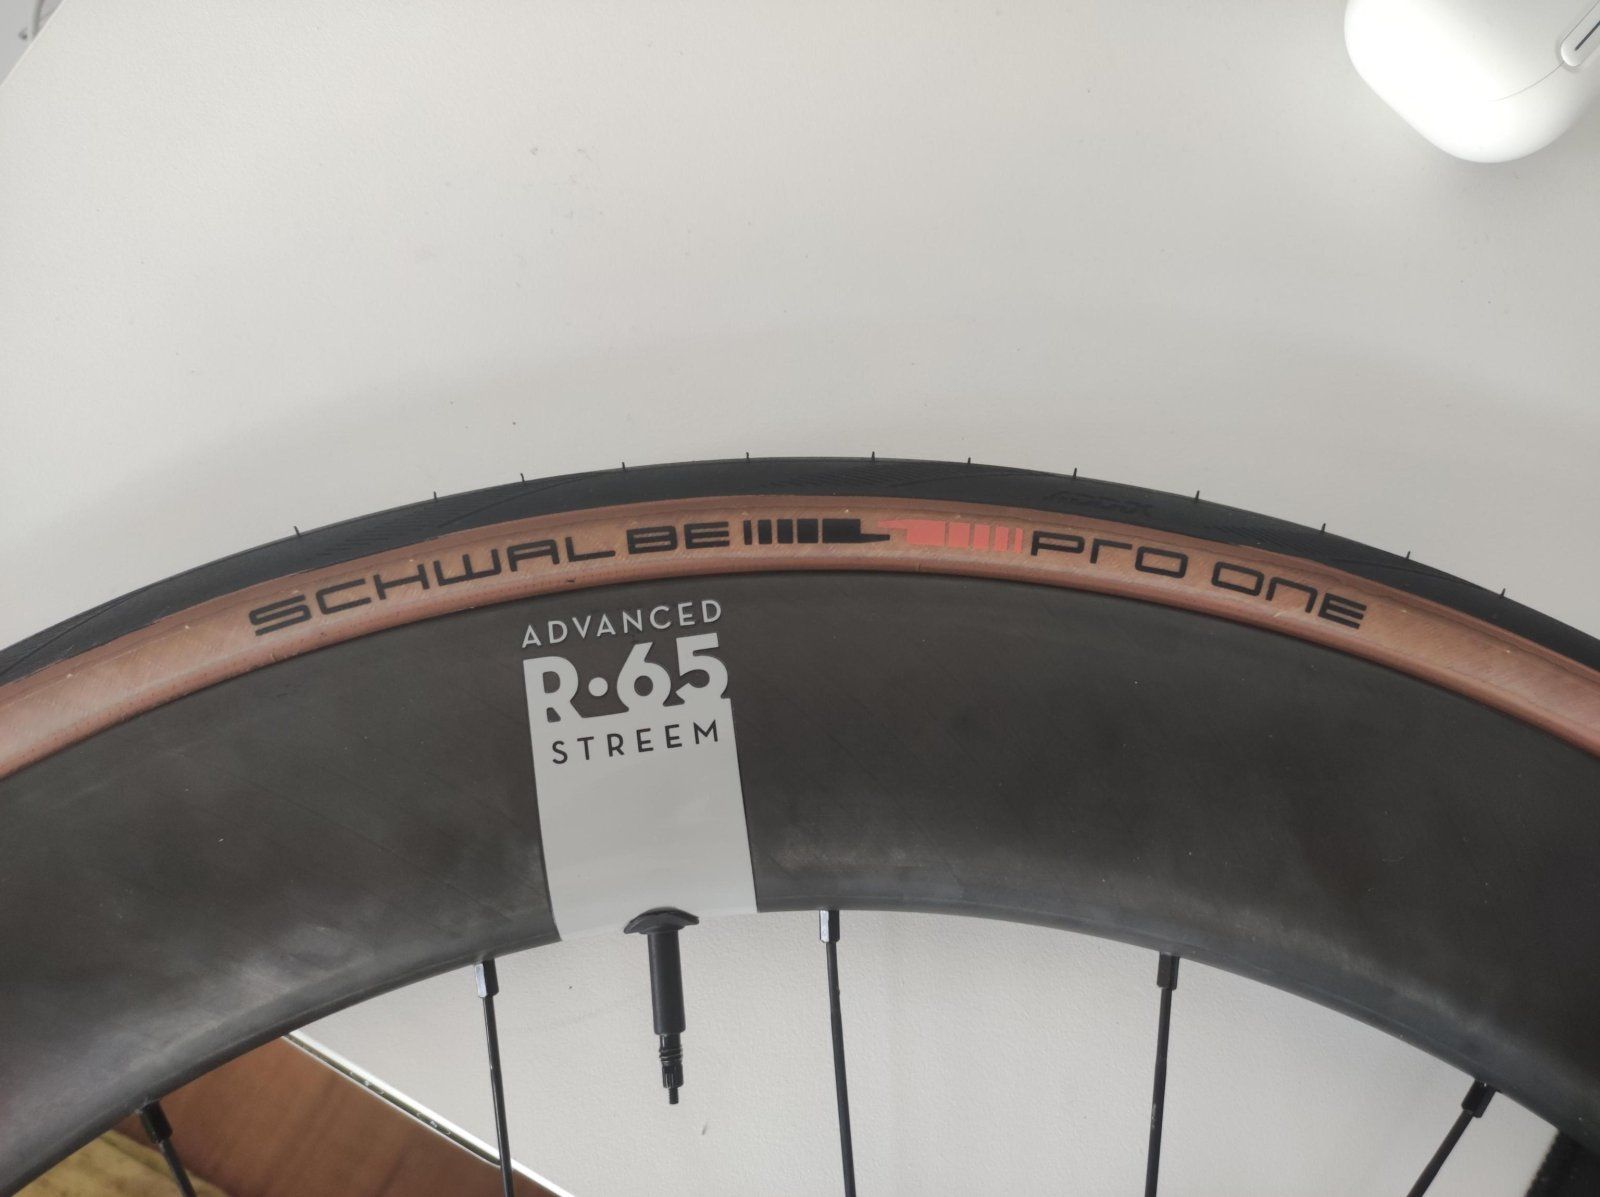 SCHWALBE PRO ONE
ADVANCED
R·65
STREEM